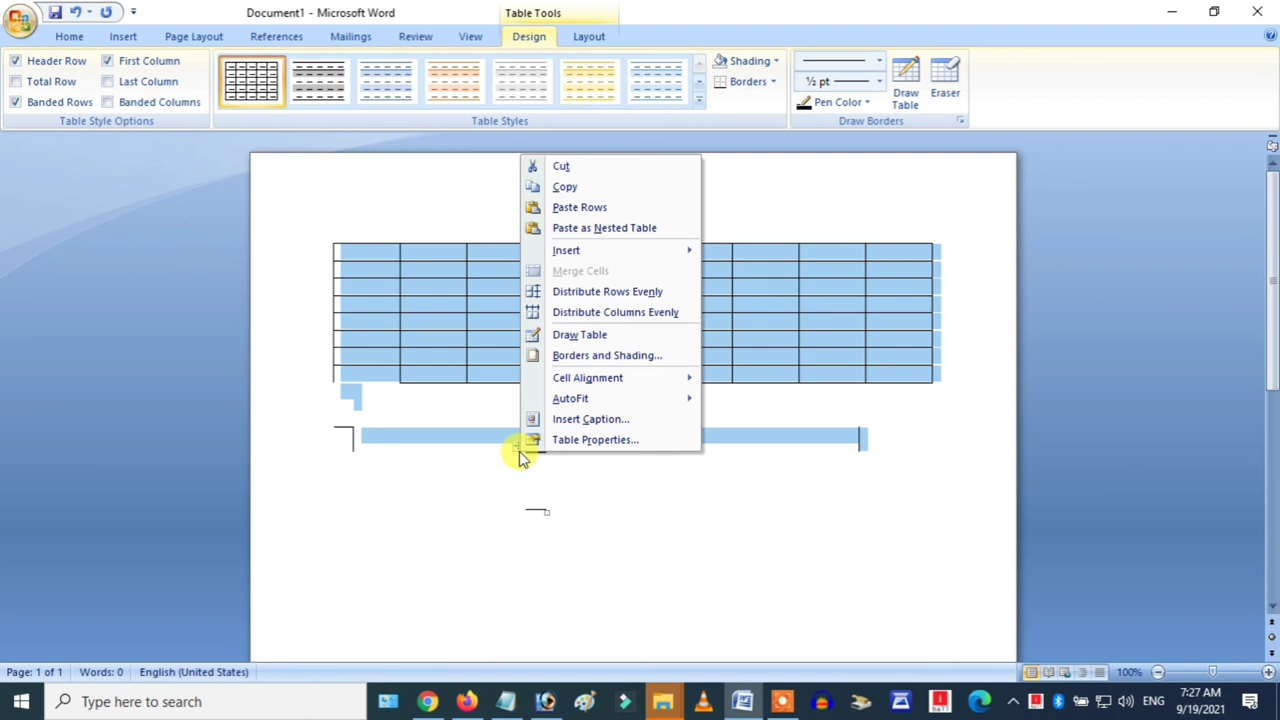 Document1 - Microsoft Word
Table Tools
Home
Insert
Page Layout
References
Mailings
Review
View
Design
Layout
Header Row
First Column
Total Row
Last Column
Banded Rows
Banded Columns
Table Style Options
Table Styles
Shading
Borders
½ pt
Pen Color
Draw Table
Eraser
Draw Borders
Cut
Copy
Paste Rows
Paste as Nested Table
Insert
Merge Cells
Distribute Rows Evenly
Distribute Columns Evenly
Draw Table
Borders and Shading...
Cell Alignment
AutoFit
Insert Caption...
Table Properties...
Page: 1 of 1
Words: 0
English (United States)
100%
Type here to search
ENG
7:27 AM
9/19/2021